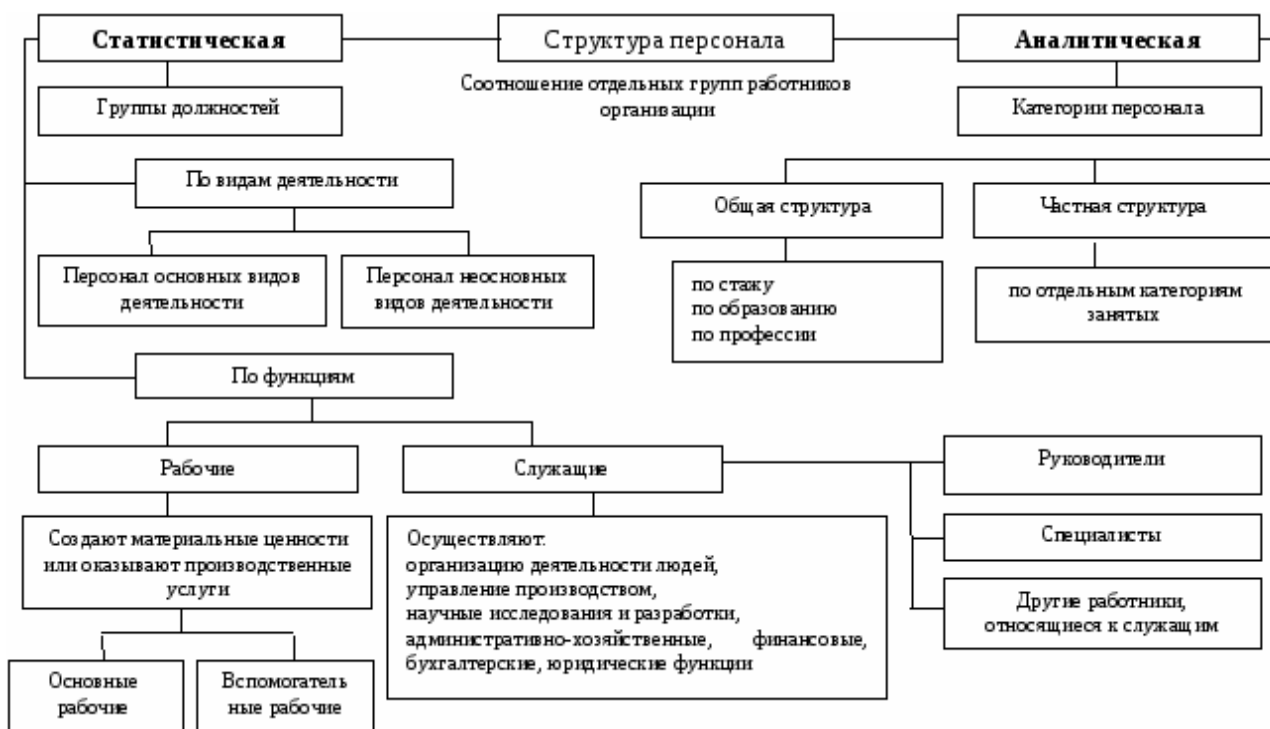 Статистическая
Структура персонала
Аналитическая
Группы должностей
Соотношение отдельных групп работников
организации
Категории персонала
По видам деятельности
Общая структура
Частная структура
Персонал основных видов
деятельности
Персонал неосновных
видов деятельности
по стажу
по образованию
по профессии
по отдельным категориям
занятых
По функциям
Рабочие
Служащие
Руководители
Создают материальные ценности
или оказывают производственные
услуги
Осуществляют:
организацию деятельности людей,
управление производством,
научные исследования и разработки,
административно-хозяйственные, финансовые,
бухгалтерские, юридические функции
Специалисты
Другие работники,
относящиеся к служащим
Основные
рабочие
Вспомогатель
ные рабочие